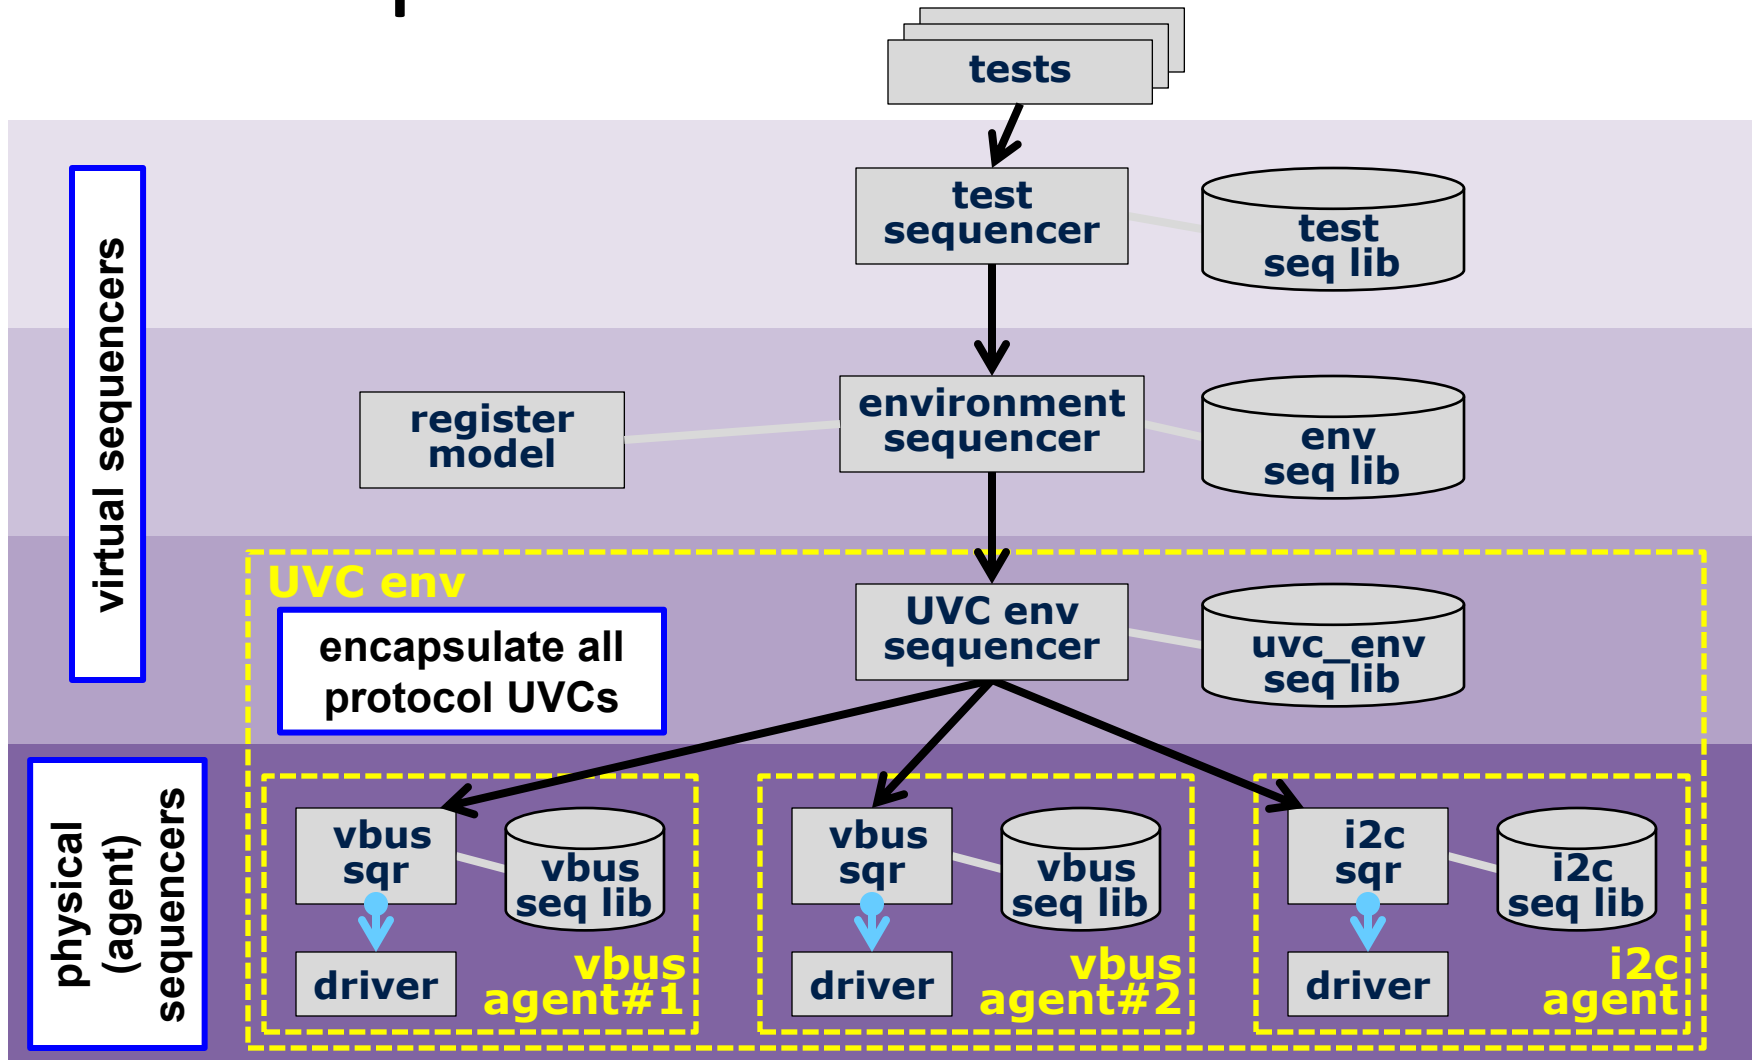 tests
test
sequencer
test
seq lib
virtual sequencers
register
model
environment
sequencer
env
seq lib
UVC env
encapsulate all
protocol UVCs
UVC env
sequencer
uvc_env
seq lib
physical
(agent)
sequencers
vbus
sqr
vbus
seq lib
driver
vbus
agent#1
vbus
sqr
vbus
seq lib
driver
vbus
agent#2
i2c
sqr
i2c
seq lib
driver
i2c
agent